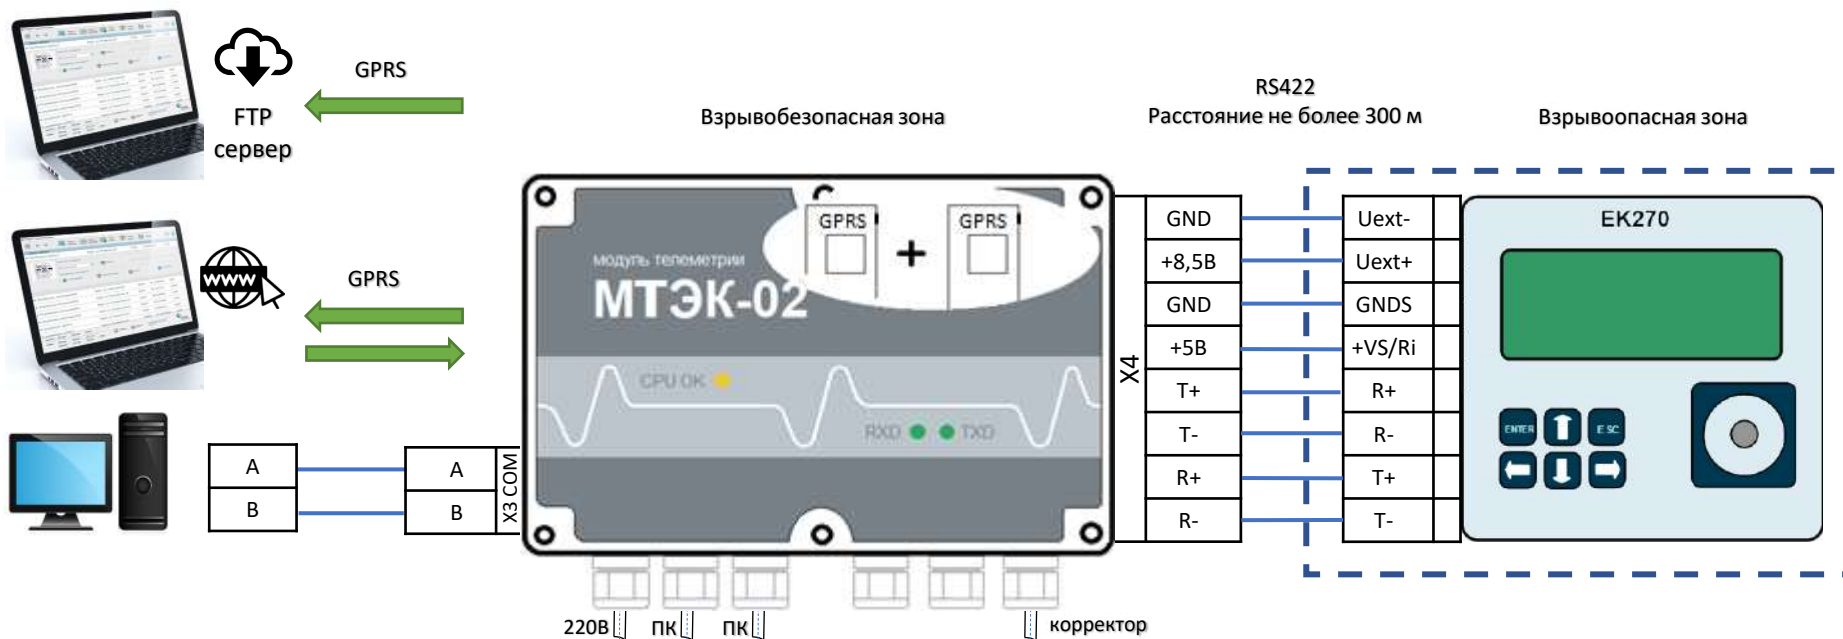 GPRS
FTP
сервер
Взрывобезопасная зона
RS422
Расстояние не более 300 м
Взрывоопасная зона
www
GPRS
GPRS
+
GPRS
модуль телеметрии
МТЭК-02
CPU OK
RXD
TXD
A
B
A
B
X3 COM
X4
GND
+8,5В
GND
+5В
T+
T-
R+
R-
Uext-
Uext+
GNDS
+VS/Ri
R+
R-
T+
T-
EK270
ENTER
ESC
220В
ПК
ПК
корректор